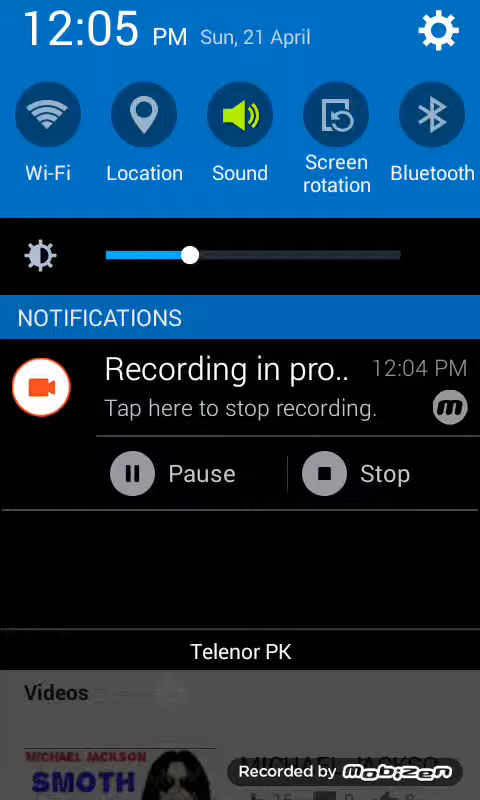 12:05 PM Sun, 21 April
Wi-Fi Location Sound Screen rotation Bluetooth
NOTIFICATIONS
Recording in pro.. 12:04 PM
Tap here to stop recording.
Pause Stop
Telenor PK
Videos
MICHAEL JACKSON
SMOTH
Recorded by mobizen